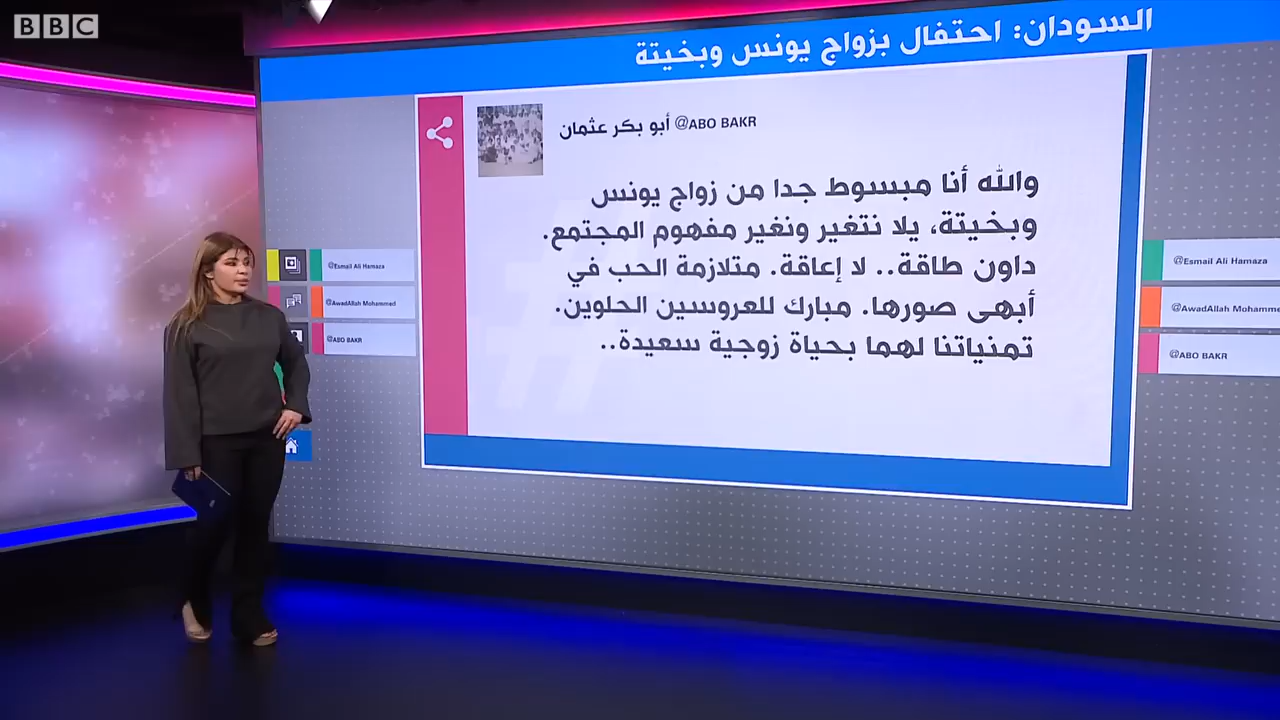 BBC
السودان: احتفال بزواج يونس وبخيتة
أبو بكر عثمان @ABO BAKR
والله أنا مبسوط جدا من زواج يونس
وبخيتة، يلا نتغير ونغير مفهوم المجتمع.
داون طاقة.. لا إعاقة. متلازمة الحب في
أبهى صورها. مبارك للعروسين الحلوين.
تمنياتنا لهما بحياة زوجية سعيدة..
@Esmail Ali Hamaza
@AwadAllah Mohammed
@ABO BAKR
@Esmail Ali Hamaza
@AwadAllah Mohamme
@ABO BAKR